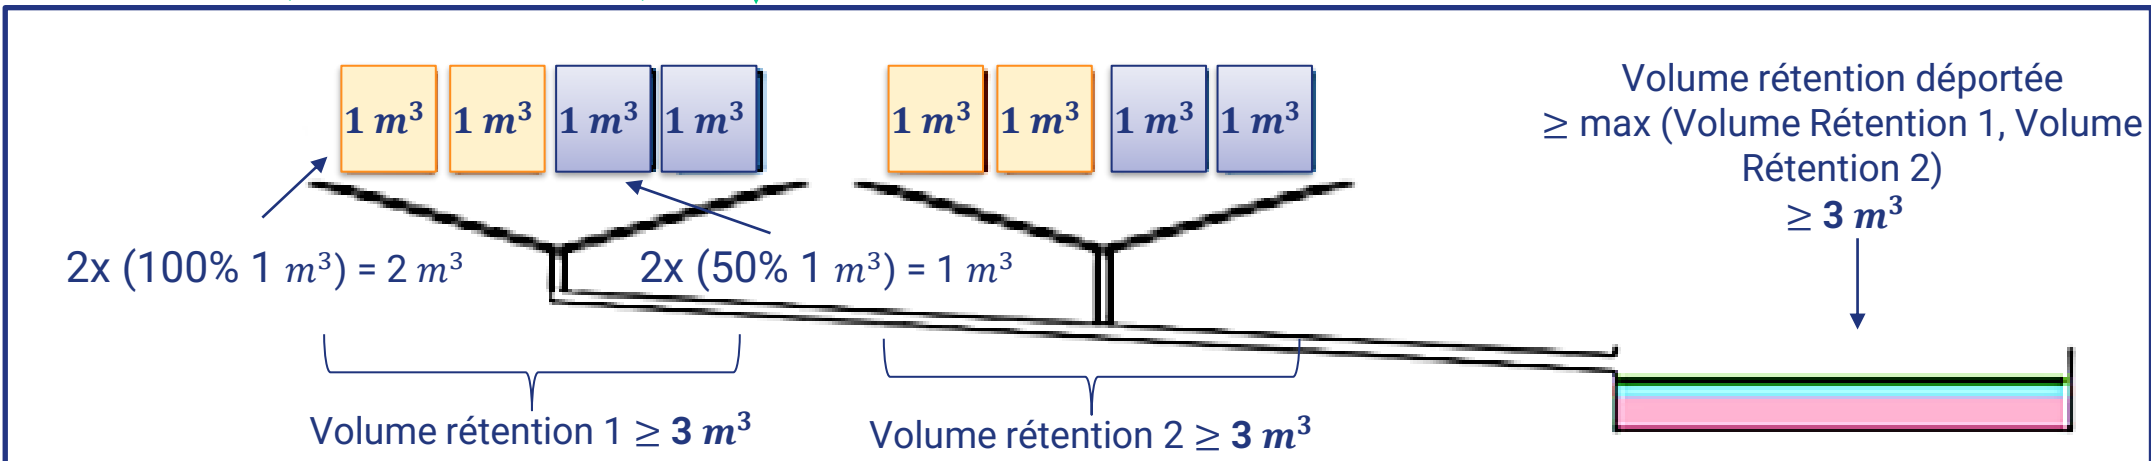 1 m³ 1 m³ 1 m³ 1 m³ 1 m³ 1 m³ 1 m³ 1 m³
Volume rétention déportée
≥ max (Volume Rétention 1, Volume
Rétention 2)
≥ 3 m³
2x (100% 1 m³) = 2 m³
2x (50% 1 m³) = 1 m³
Volume rétention 1 ≥ 3 m³
Volume rétention 2 ≥ 3 m³